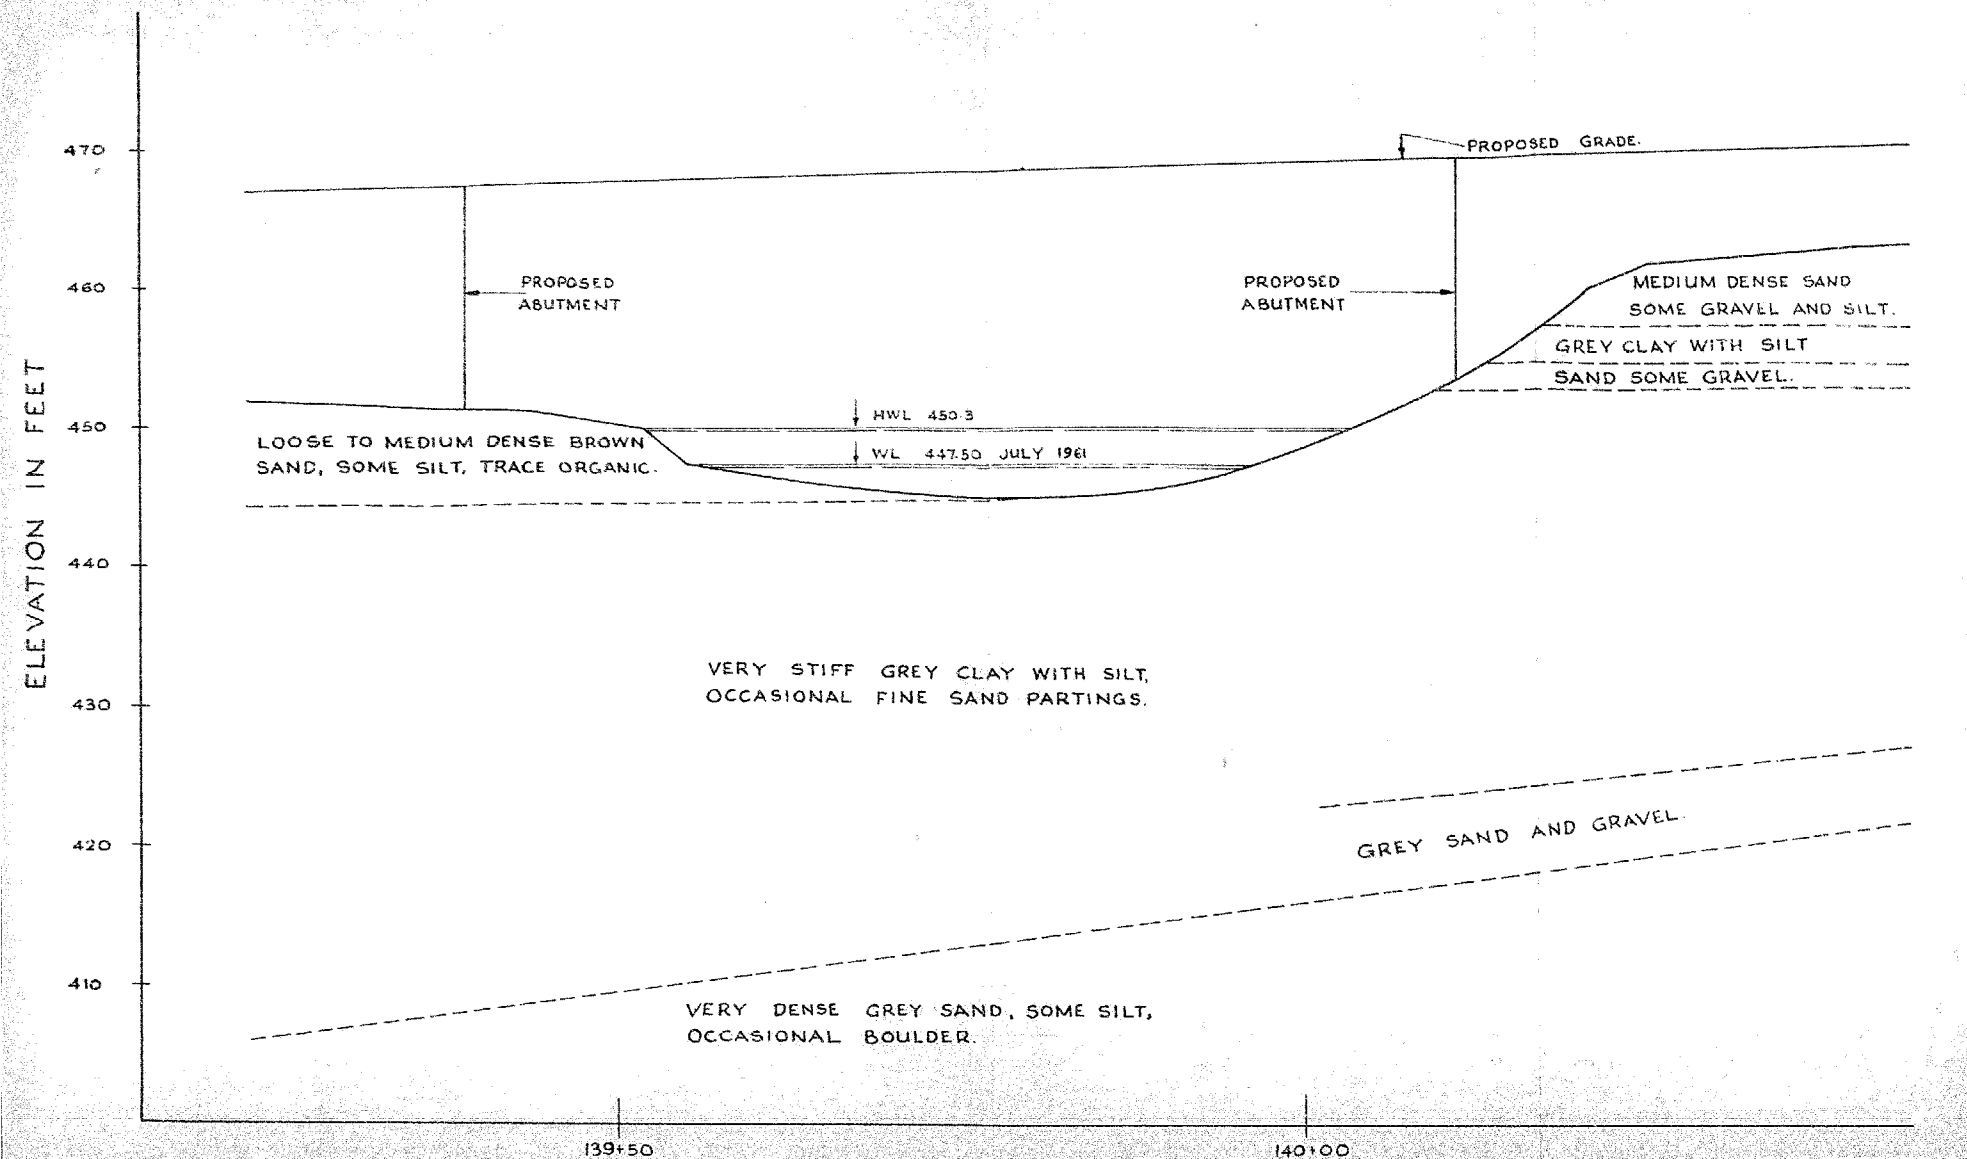 470
PROPOSED GRADE.
460
PROPOSED
ABUTMENT
PROPOSED
ABUTMENT
MEDIUM DENSE SAND
SOME GRAVEL AND SILT.
GREY CLAY WITH SILT
SAND SOME GRAVEL.
ELEVATION IN FEET
450
HWL 450.3
LOOSE TO MEDIUM DENSE BROWN
SAND, SOME SILT, TRACE ORGANIC.
WL 447.50 JULY 1961
440
VERY STIFF GREY CLAY WITH SILT,
OCCASIONAL FINE SAND PARTINGS.
430
GREY SAND AND GRAVEL.
420
410
VERY DENSE GREY SAND, SOME SILT,
OCCASIONAL BOULDER.
139+50
140+00